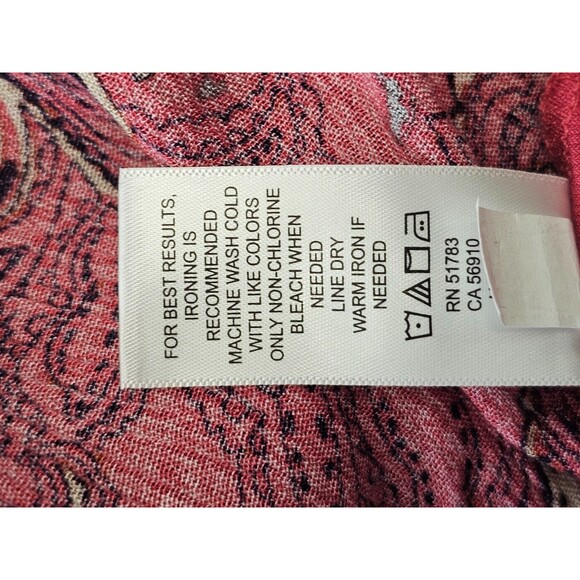 FOR BEST RESULTS,
IRONING IS
RECOMMENDED
MACHINE WASH COLD
WITH LIKE COLORS
ONLY NON-CHLORINE
BLEACH WHEN
NEEDED
LINE DRY
WARM IRON IF
NEEDED
RN 51783
CA 56910